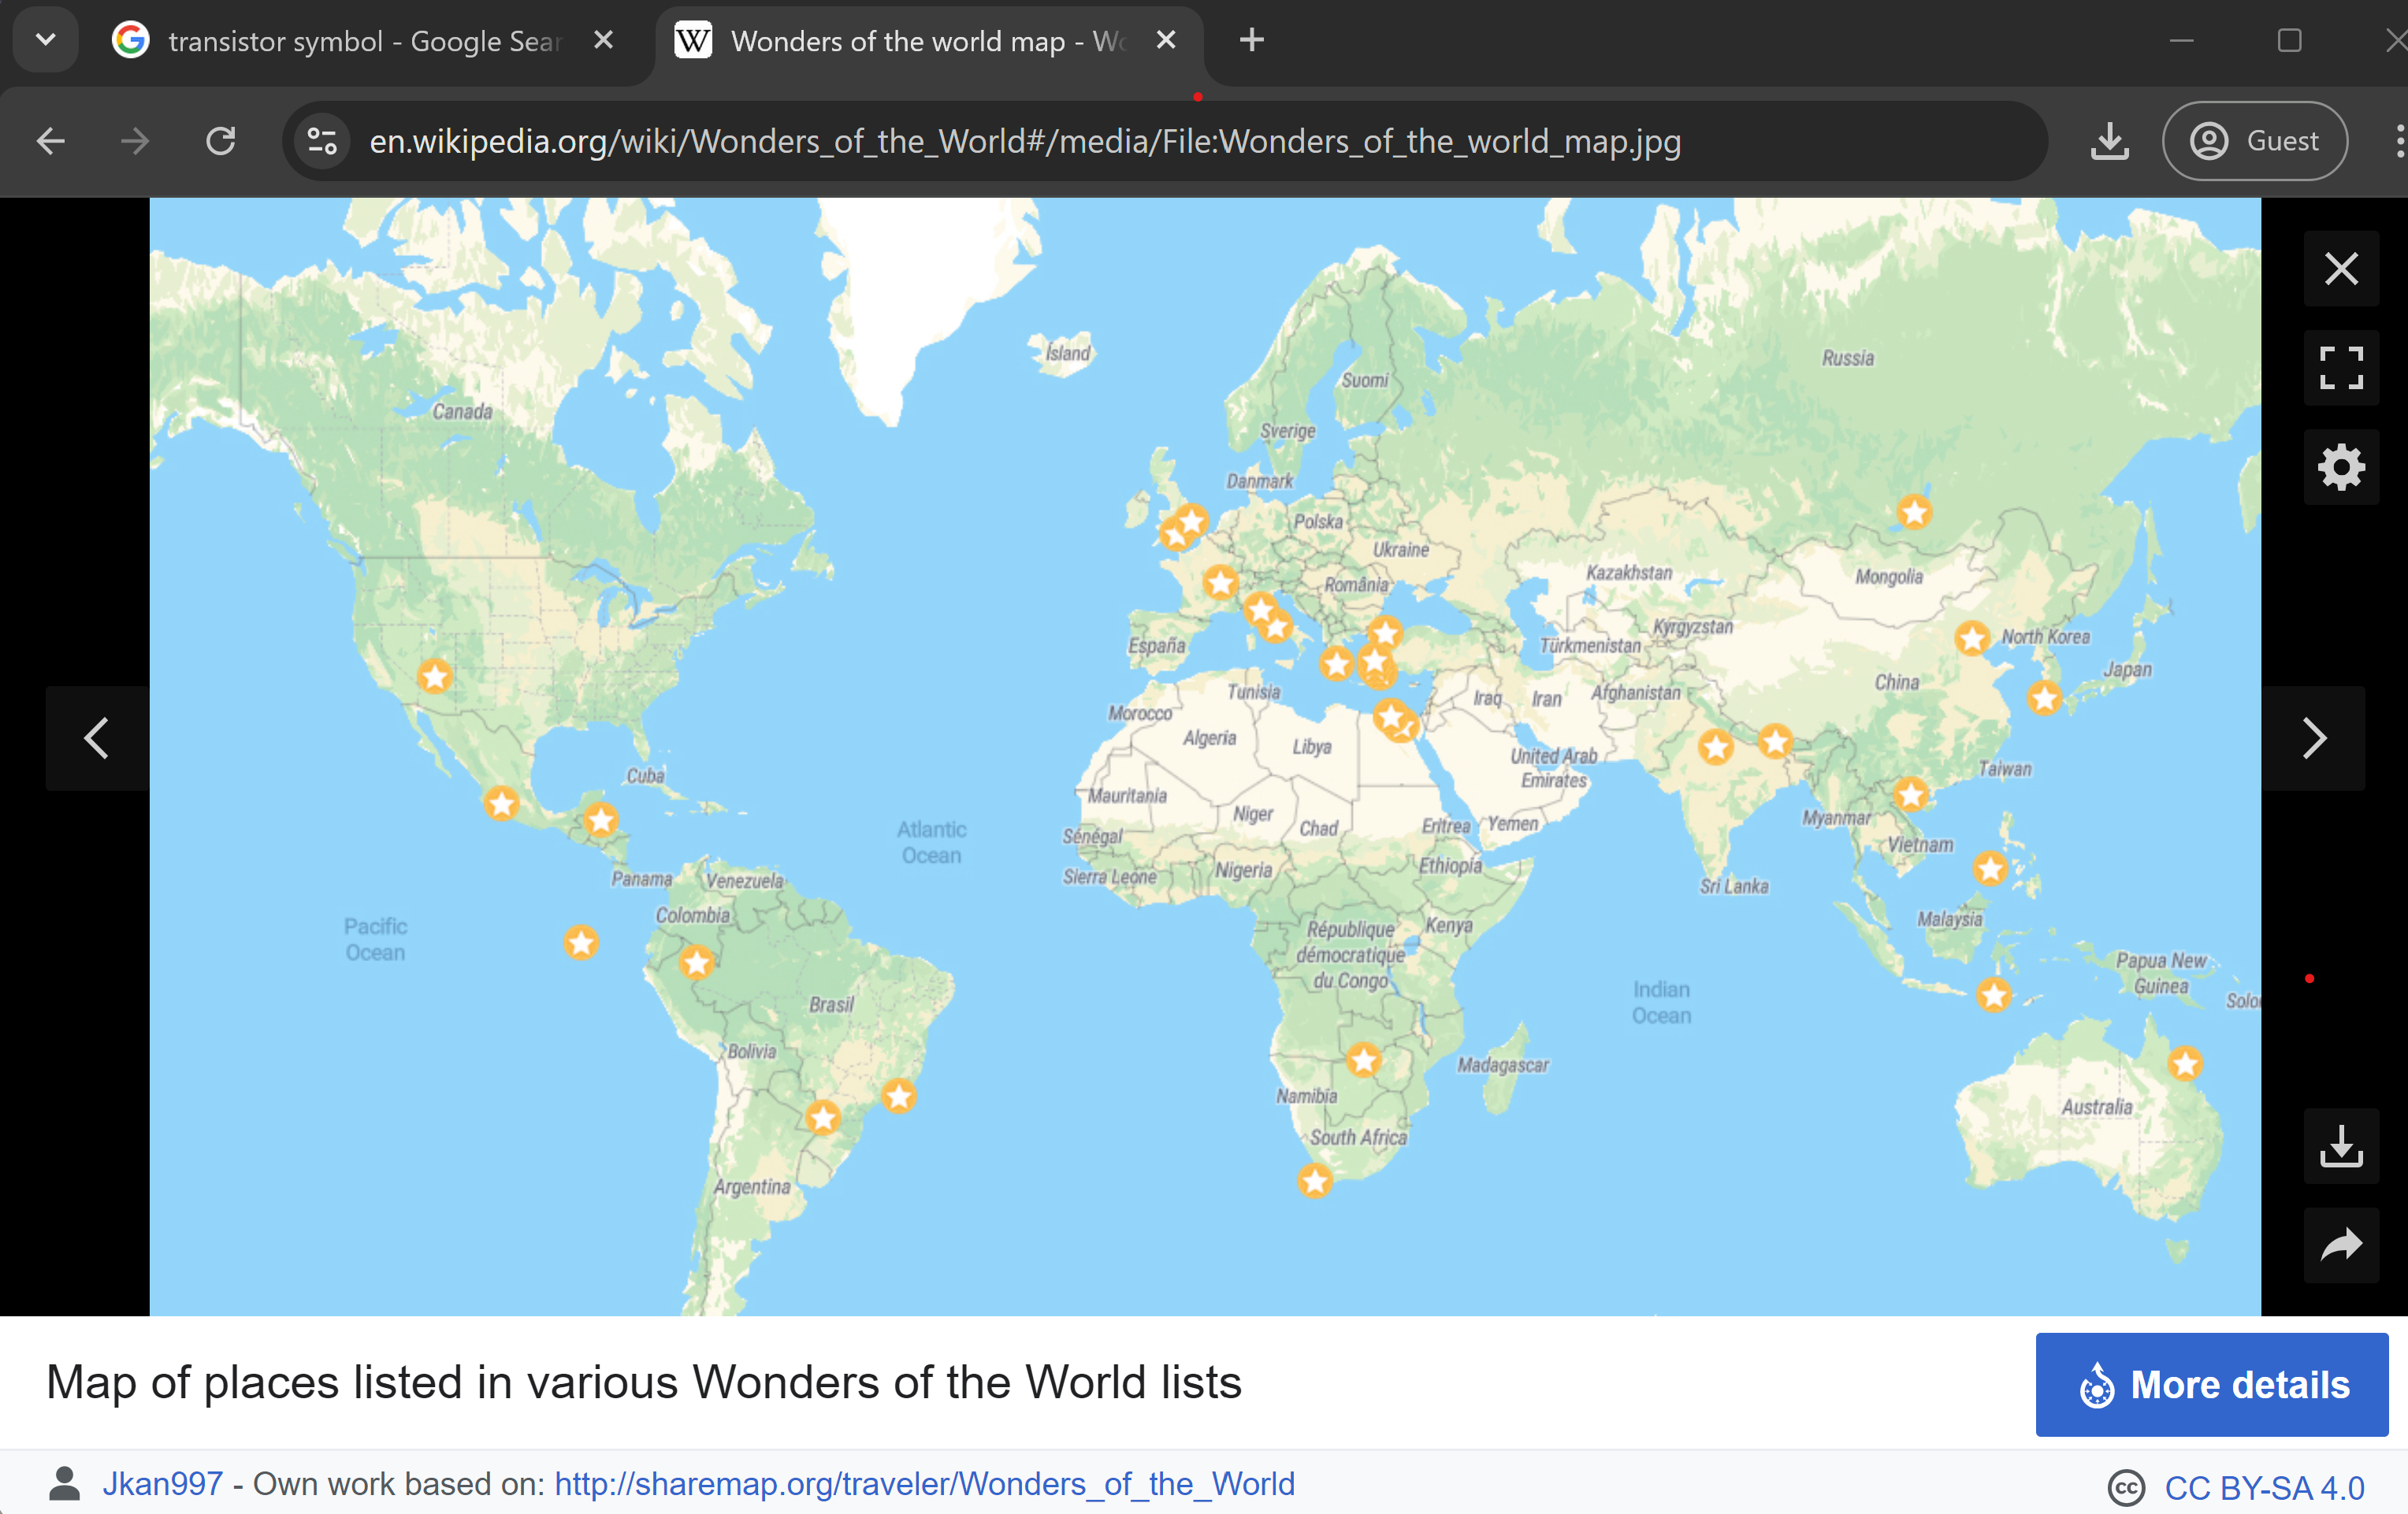 transistor symbol - Google Sear
Wonders of the world map - W
en.wikipedia.org/wiki/Wonders_of_the_World#/media/File:Wonders_of_the_world_map.jpg
Guest
Ísland
Russia
Suomi
Canada
Sverige
Danmark
Polska
Ukraine
România
Kazakhstan
Mongolia
Kyrgyzstan
North Korea
España
Türkmenistan
Japan
China
Tunisia
Iraq
Iran
Afghanistan
Morocco
Algeria
Libya
United Arab
Emirates
Taiwan
Cuba
Mauritania
Niger
Chad
Eritrea
Yemen
Myanmar
Atlantic
Ocean
Sénégal
Vietnam
Sierra Leone
Nigeria
Ethiopia
Sri Lanka
Panama
Venezuela
Colombia
Pacific
Ocean
République
démocratique
du Congo
Kenya
Malaysia
Papua New
Guinea
Brasil
Indian
Ocean
Solo
Bolivia
Madagascar
Namibia
Australia
South Africa
Argentina
Map of places listed in various Wonders of the World lists
More details
Jkan997 - Own work based on: http://sharemap.org/traveler/Wonders_of_the_World
cc CC BY-SA 4.0